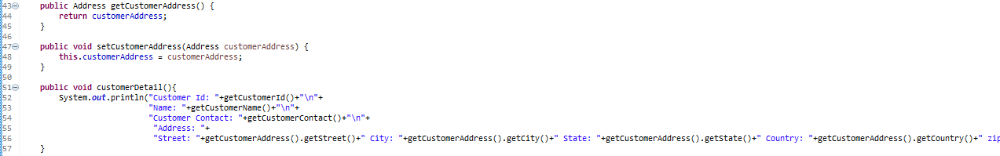 43 public Address getCustomerAddress() {
44 return customerAddress;
45 }
46
47 public void setCustomerAddress(Address customerAddress) {
48 this.customerAddress = customerAddress;
49 }
50
51 public void customerDetail(){
52 System.out.println("Customer Id: "+getCustomerId()+"\n"+
53 "Name: "+getCustomerName()+"\n"+
54 "Customer Contact: "+getCustomerContact()+"\n"+
55 "Address: "+
56 "Street: "+getCustomerAddress().getStreet()+" City: "+getCustomerAddress().getCity()+" State: "+getCustomerAddress().getState()+" Country: "+getCustomerAddress().getCountry()+" zip
57 }